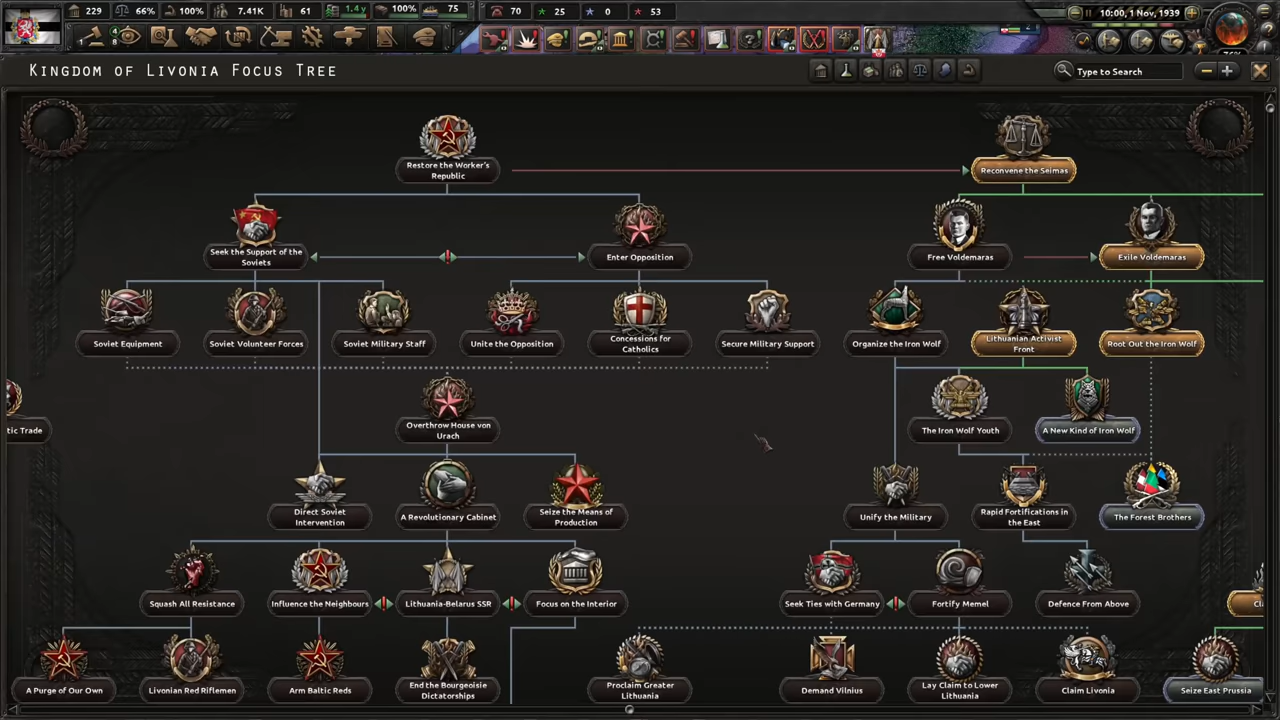 229 66% 100% 7.41K 61 1.4y 100% 75 70 25 0 53 10:00, 1 Nov, 1939
Kingdom of Livonia Focus Tree
Type to Search
Restore the Worker's
Republic
Reconvene the Seimas
Seek the Support of the
Soviets
Enter Opposition
Free Voldemaras
Exile Voldemaras
Soviet Equipment
Soviet Volunteer Forces
Soviet Military Staff
Unite the Opposition
Concessions for
Catholics
Secure Military Support
Organize the Iron Wolf
Lithuanian Activist
Front
Root Out the Iron Wolf
tic Trade
Overthrow House von
Urach
The Iron Wolf Youth
A New Kind of Iron Wolf
Direct Soviet
Intervention
A Revolutionary Cabinet
Seize the Means of
Production
Unify the Military
Rapid Fortifications in
the East
The Forest Brothers
Squash All Resistance
Influence the Neighbours
Lithuania-Belarus SSR
Focus on the Interior
Seek Ties with Germany
Fortify Memel
Defence From Above
A Purge of Our Own
Livonian Red Riflemen
Arm Baltic Reds
End the Bourgeoisie
Dictatorships
Proclaim Greater
Lithuania
Demand Vilnius
Lay Claim to Lower
Lithuania
Claim Livonia
Seize East Prussia